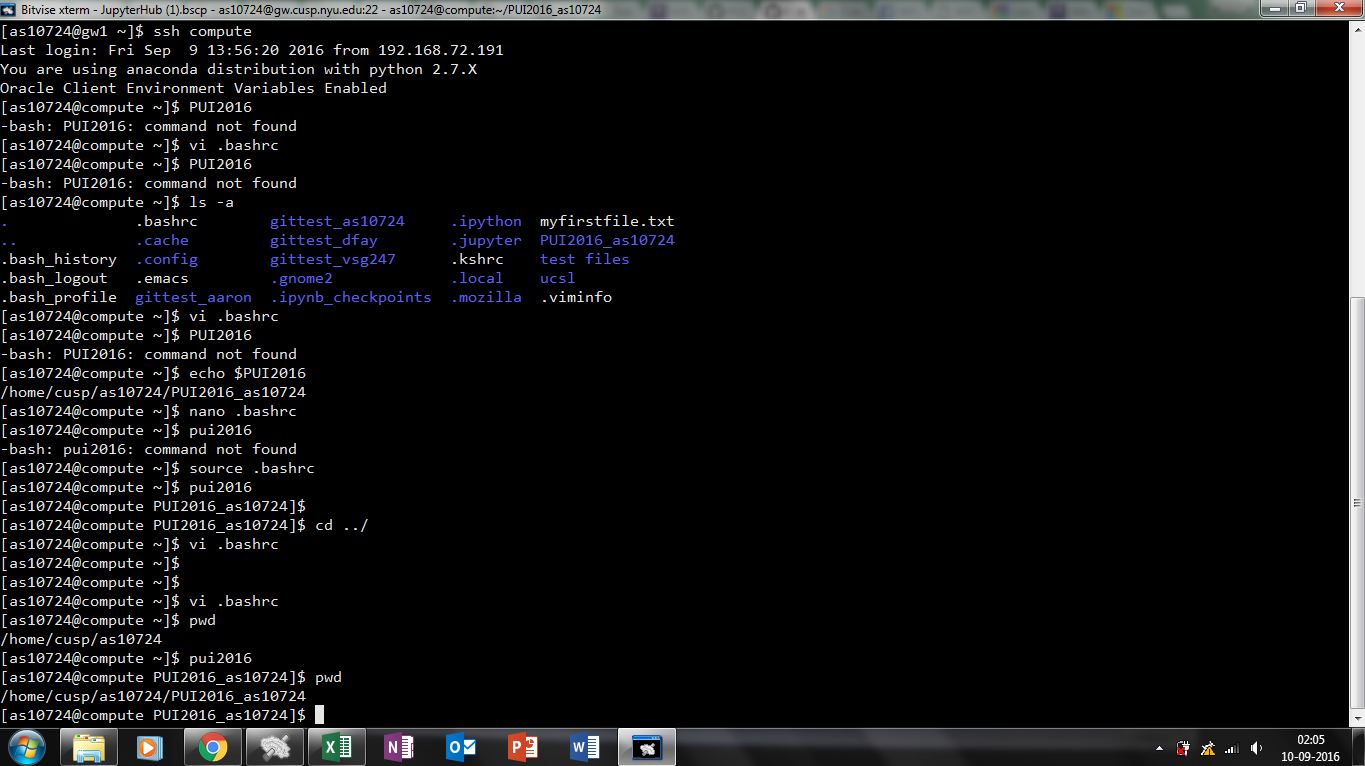 Bitvise xterm - JupyterHub (1).bscp - as10724@gw.cusp.nyu.edu:22 - as10724@compute:~/PUI2016_as10724
[as10724@gw1 ~]$ ssh compute
Last login: Fri Sep  9 13:56:20 2016 from 192.168.72.191
You are using anaconda distribution with python 2.7.X
Oracle Client Environment Variables Enabled
[as10724@compute ~]$ PUI2016
-bash: PUI2016: command not found
[as10724@compute ~]$ vi .bashrc
[as10724@compute ~]$ PUI2016
-bash: PUI2016: command not found
[as10724@compute ~]$ ls -a
.              .bashrc        gittest_as10724     .ipython  myfirstfile.txt
..             .cache         gittest_dfay        .jupyter  PUI2016_as10724
.bash_history  .config        gittest_vsg247      .kshrc    test files
.bash_logout   .emacs         .gnome2             .local    ucsl
.bash_profile  gittest_aaron  .ipynb_checkpoints  .mozilla  .viminfo
[as10724@compute ~]$ vi .bashrc
[as10724@compute ~]$ PUI2016
-bash: PUI2016: command not found
[as10724@compute ~]$ echo $PUI2016
/home/cusp/as10724/PUI2016_as10724
[as10724@compute ~]$ nano .bashrc
[as10724@compute ~]$ pui2016
-bash: pui2016: command not found
[as10724@compute ~]$ source .bashrc
[as10724@compute ~]$ pui2016
[as10724@compute PUI2016_as10724]$
[as10724@compute PUI2016_as10724]$ cd ../
[as10724@compute ~]$ vi .bashrc
[as10724@compute ~]$
[as10724@compute ~]$
[as10724@compute ~]$ vi .bashrc
[as10724@compute ~]$ pwd
/home/cusp/as10724
[as10724@compute ~]$ pui2016
[as10724@compute PUI2016_as10724]$ pwd
/home/cusp/as10724/PUI2016_as10724
[as10724@compute PUI2016_as10724]$
02:05
10-09-2016